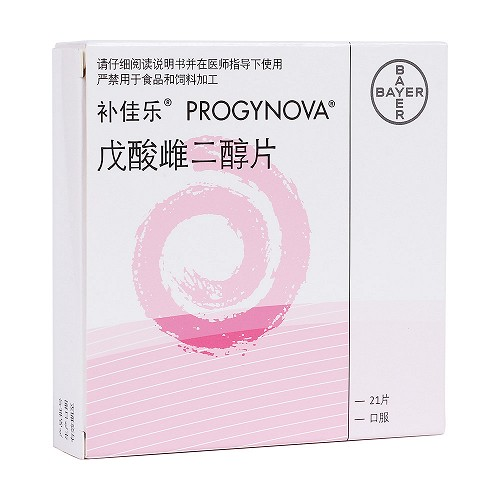 请仔细阅读说明书并在医师指导下使用
严禁用于食品和饲料加工
补佳乐® PROGYNOVA®
戊酸雌二醇片
BAYER
BAYER
— 21片
— 口服